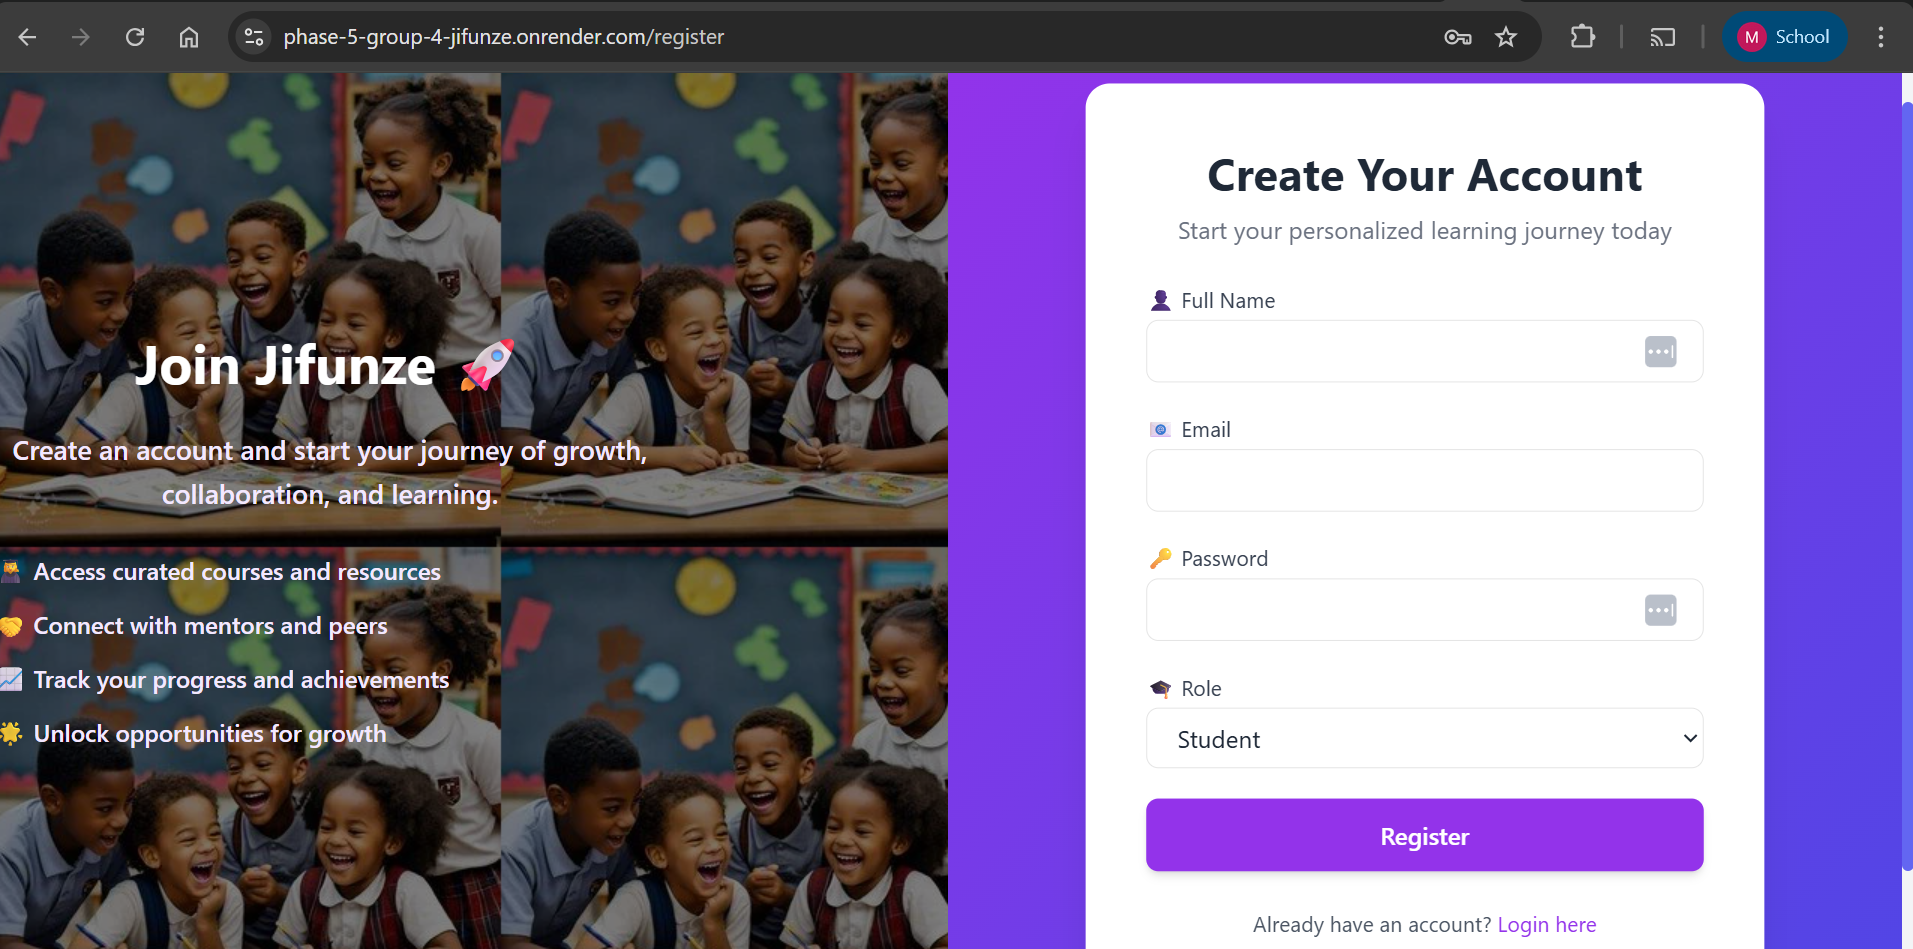 phase-5-group-4-jifunze.onrender.com/register
M School
Join Jifunze 🚀
Create an account and start your journey of growth,
collaboration, and learning.
Access curated courses and resources
Connect with mentors and peers
Track your progress and achievements
Unlock opportunities for growth
Create Your Account
Start your personalized learning journey today
Full Name
Email
Password
Role
Student
Register
Already have an account? Login here